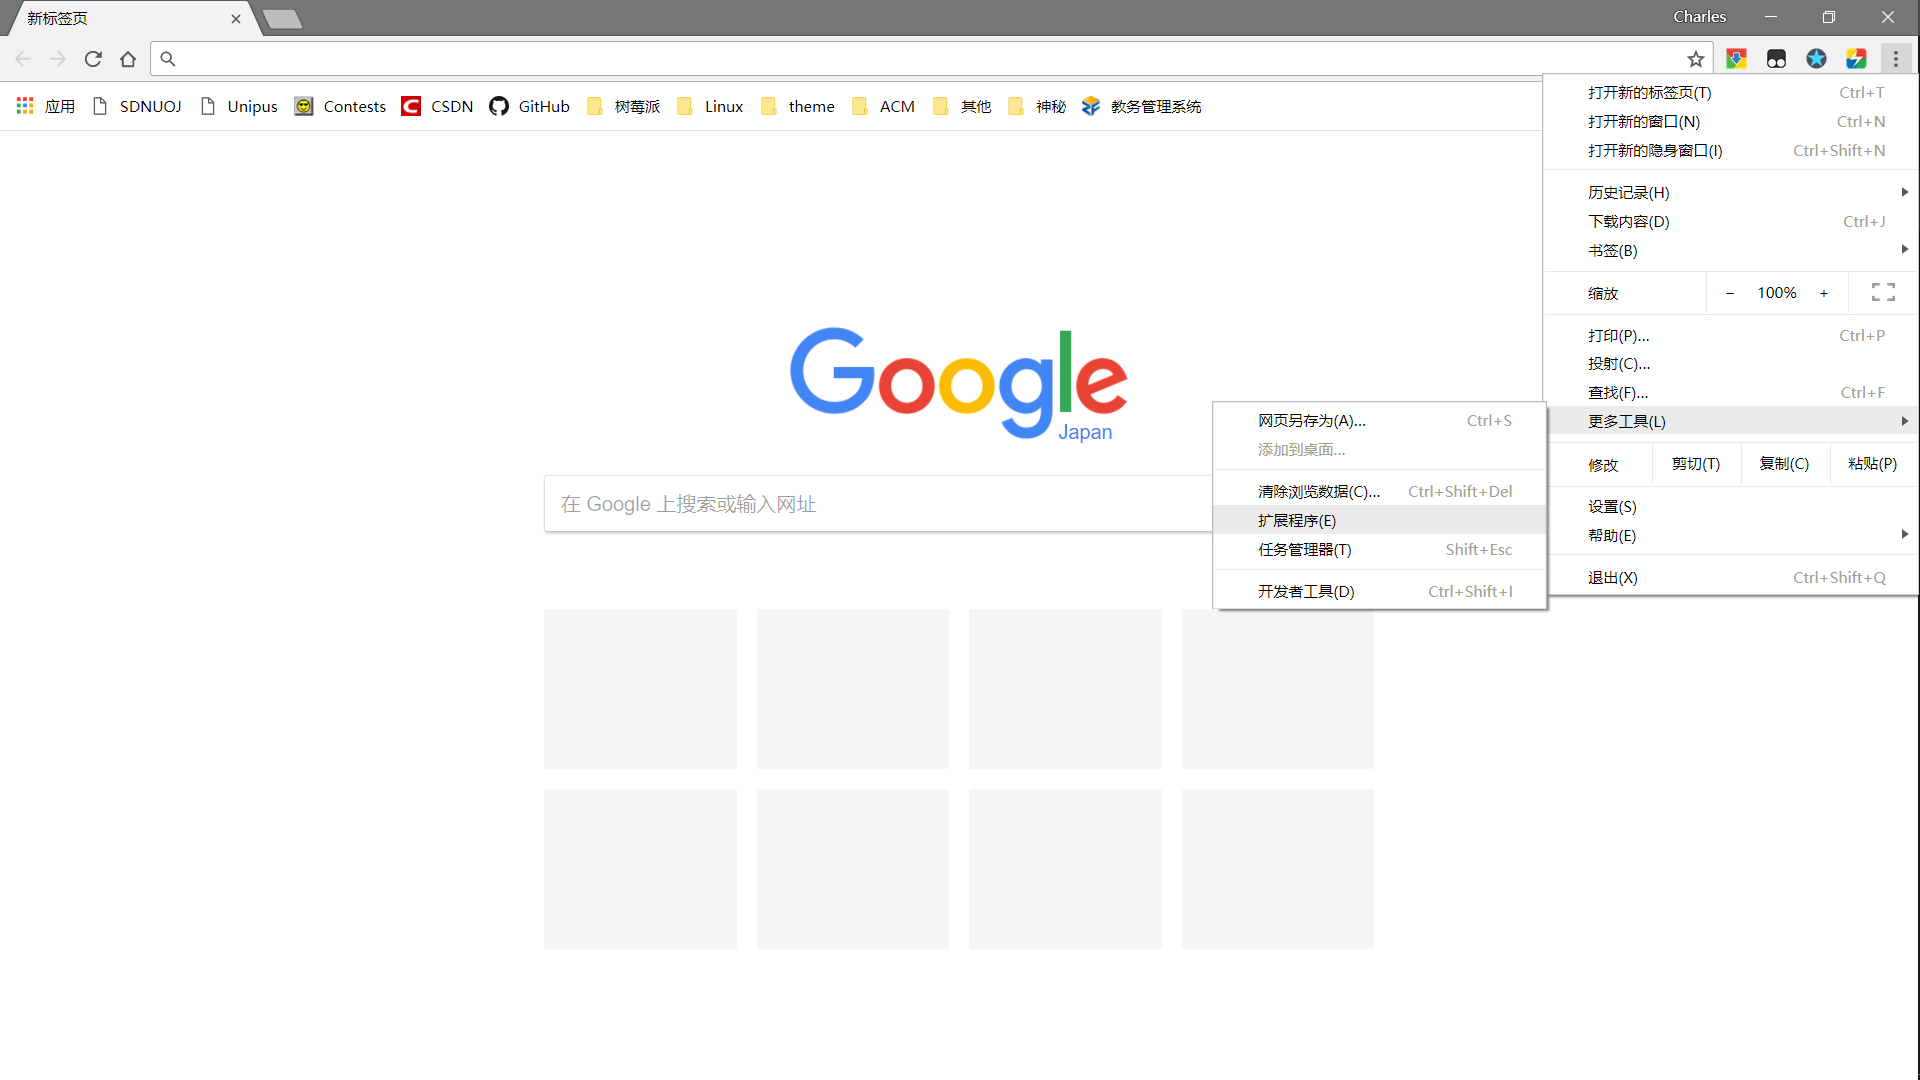 新标签页
Charles
应用 SDNUOJ Unipus Contests CSDN GitHub 树莓派 Linux theme ACM 其他 神秘 教务管理系统
打开新的标签页(T) Ctrl+T
打开新的窗口(N) Ctrl+N
打开新的隐身窗口(I) Ctrl+Shift+N
历史记录(H)
下载内容(D) Ctrl+J
书签(B)
缩放 − 100% +
打印(P)... Ctrl+P
投射(C)...
查找(F)... Ctrl+F
更多工具(L)
修改 剪切(T) 复制(C) 粘贴(P)
设置(S)
帮助(E)
退出(X) Ctrl+Shift+Q
网页另存为(A)... Ctrl+S
添加到桌面...
清除浏览数据(C)... Ctrl+Shift+Del
扩展程序(E)
任务管理器(T) Shift+Esc
开发者工具(D) Ctrl+Shift+I
Google
Japan
在 Google 上搜索或输入网址